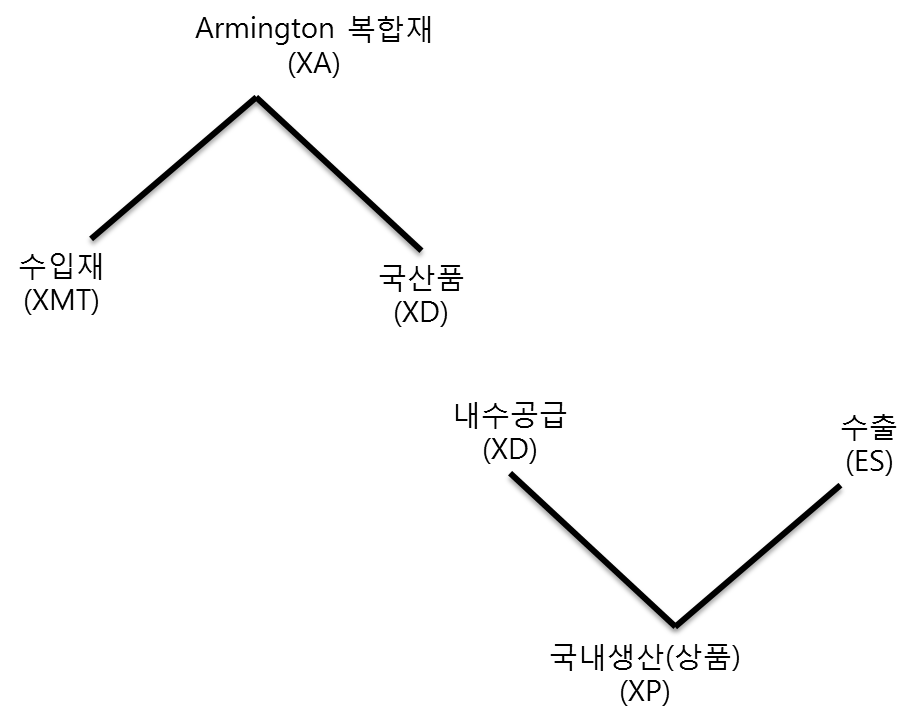 Armington 복합재
(XA)
수입재
(XMT)
국산품
(XD)
내수공급
(XD)
수출
(ES)
국내생산(상품)
(XP)